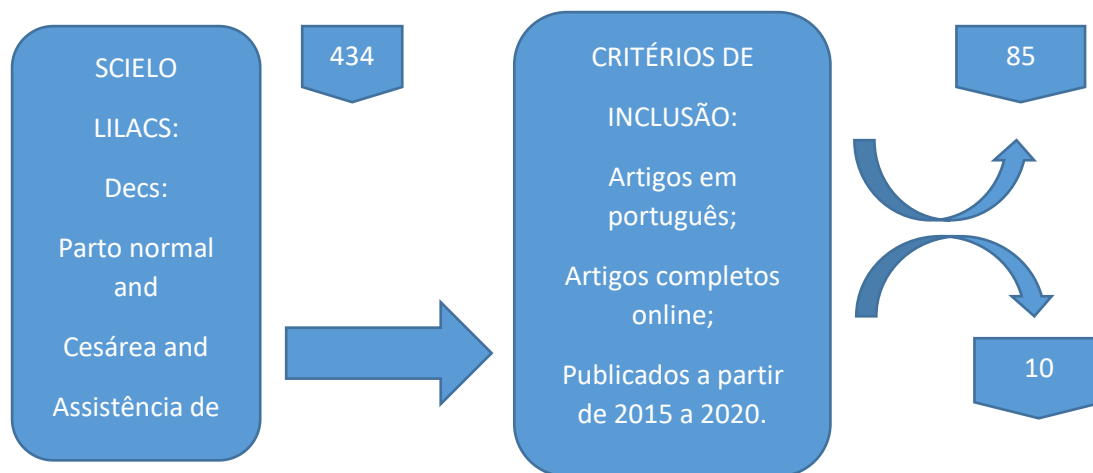 SCIELO
LILACS:
Decs:
Parto normal
and
Cesárea and
Assistência de
434
CRITÉRIOS DE
INCLUSÃO:
Artigos em
português;
Artigos completos
online;
Publicados a partir
de 2015 a 2020.
85
10